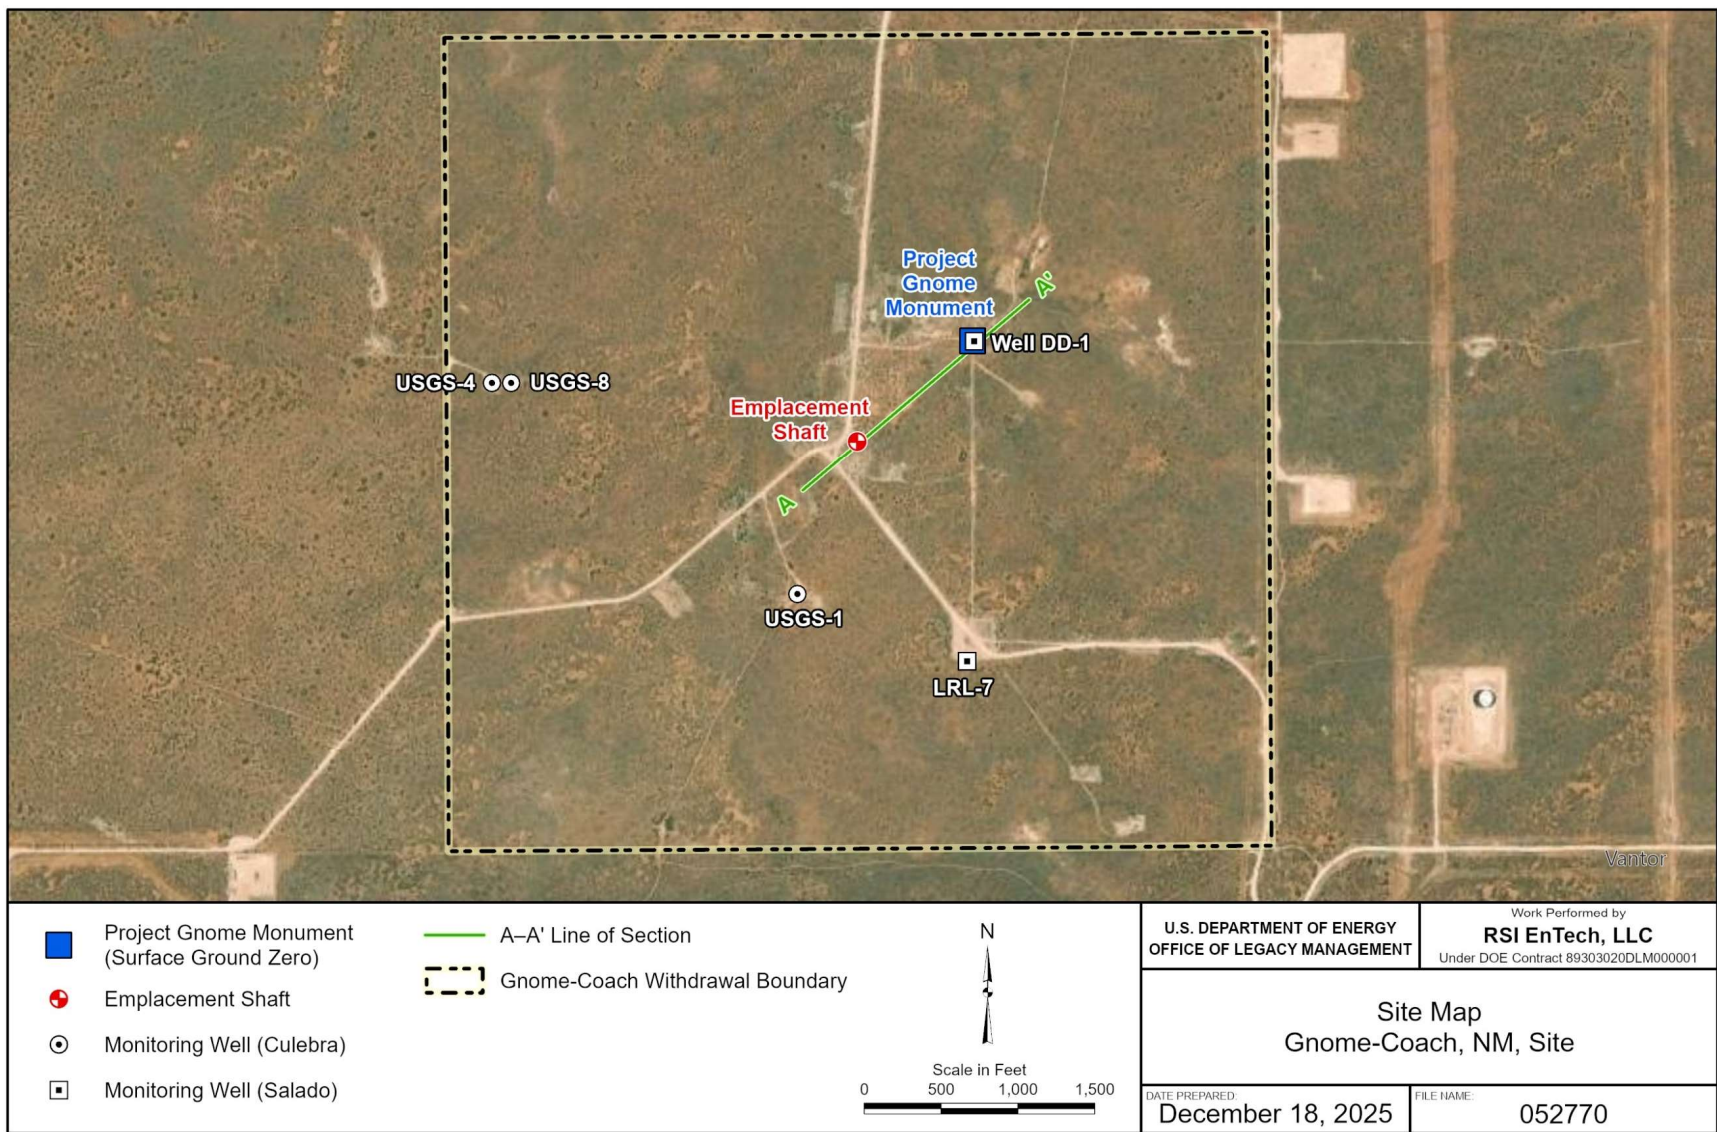 Project
Gnome
Monument
A'
Well DD-1
USGS-4
USGS-8
Emplacement
Shaft
A
USGS-1
LRL-7
Vantor
Project Gnome Monument
(Surface Ground Zero)
Emplacement Shaft
Monitoring Well (Culebra)
Monitoring Well (Salado)
A–A' Line of Section
Gnome-Coach Withdrawal Boundary
N
Scale in Feet
0 500 1,000 1,500
U.S. DEPARTMENT OF ENERGY
OFFICE OF LEGACY MANAGEMENT
Work Performed by
RSI EnTech, LLC
Under DOE Contract 89303020DLM000001
Site Map
Gnome-Coach, NM, Site
DATE PREPARED:
December 18, 2025
FILE NAME:
052770